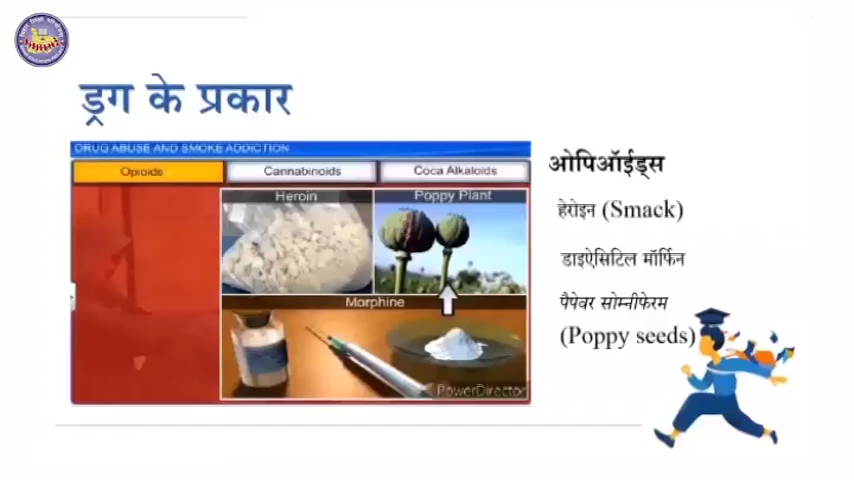 ड्रग के प्रकार
DRUG ABUSE AND SMOKE ADDICTION
Opioids
Cannabinoids
Coca Alkaloids
Heroin
Poppy Plant
Morphine
PowerDirector
ओपिऑईड्स
हेरोइन (Smack)
डाइऐसिटिल मॉर्फिन
पैपेवर सोम्नीफेरम
(Poppy seeds)